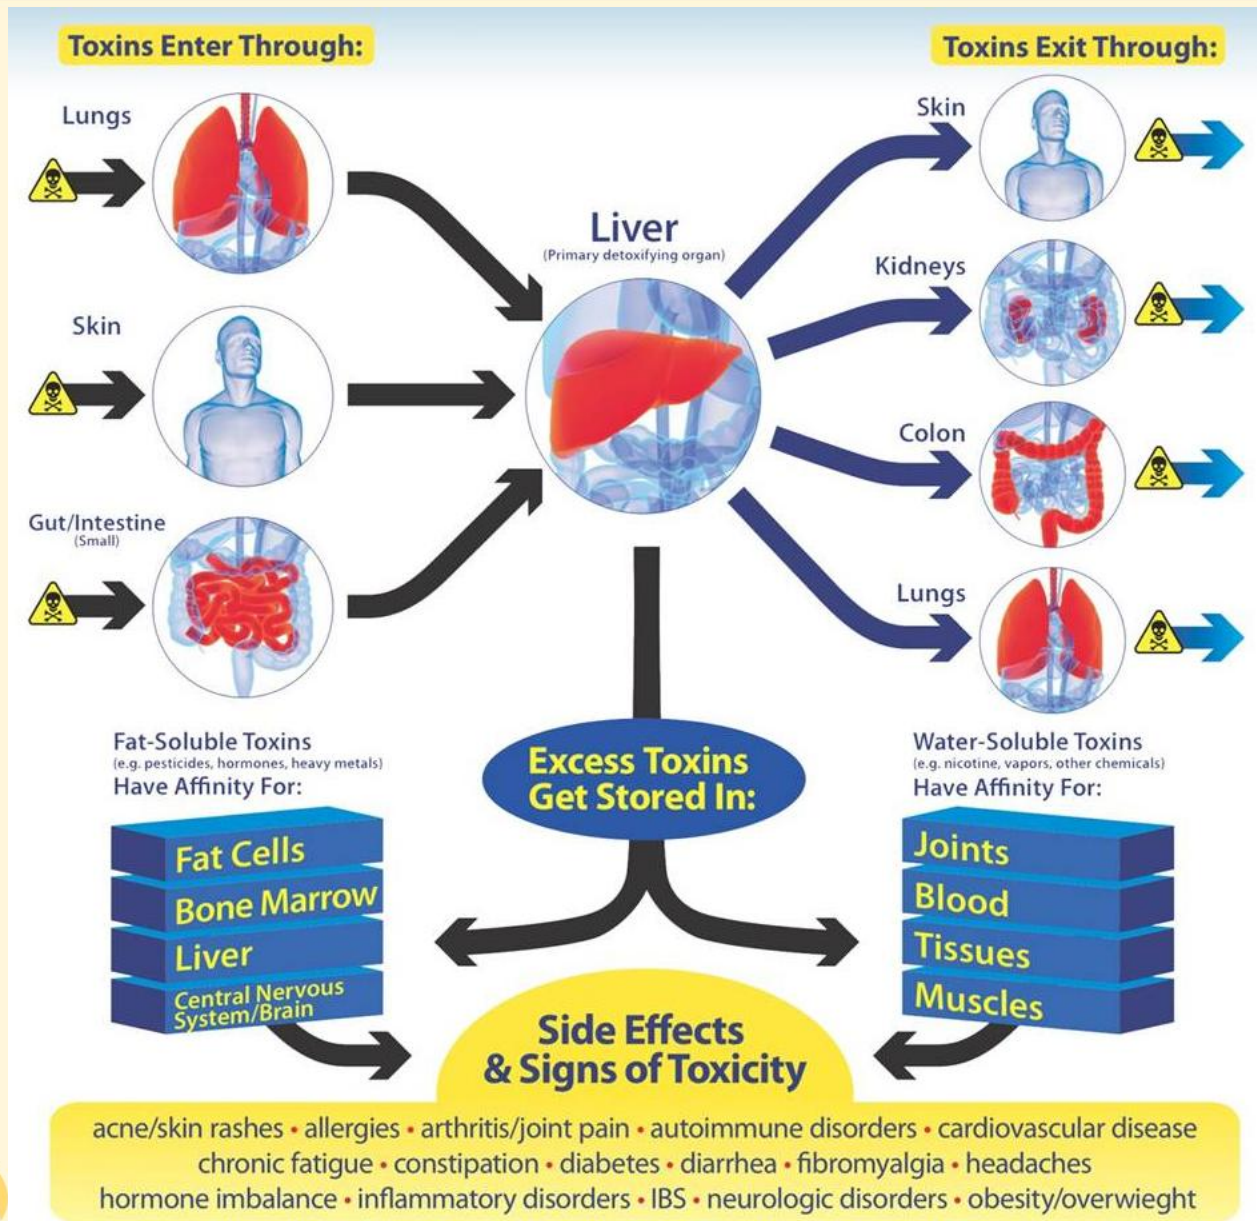 Toxins Enter Through:
Toxins Exit Through:
Lungs
Skin
Gut/Intestine
(Small)
Liver
(Primary detoxifying organ)
Skin
Kidneys
Colon
Lungs
Fat-Soluble Toxins
(e.g. pesticides, hormones, heavy metals)
Have Affinity For:
Fat Cells
Bone Marrow
Liver
Central Nervous
System/Brain
Excess Toxins
Get Stored In:
Water-Soluble Toxins
(e.g. nicotine, vapors, other chemicals)
Have Affinity For:
Joints
Blood
Tissues
Muscles
Side Effects
& Signs of Toxicity
acne/skin rashes • allergies • arthritis/joint pain • autoimmune disorders • cardiovascular disease
chronic fatigue • constipation • diabetes • diarrhea • fibromyalgia • headaches
hormone imbalance • inflammatory disorders • IBS • neurologic disorders • obesity/overwieght